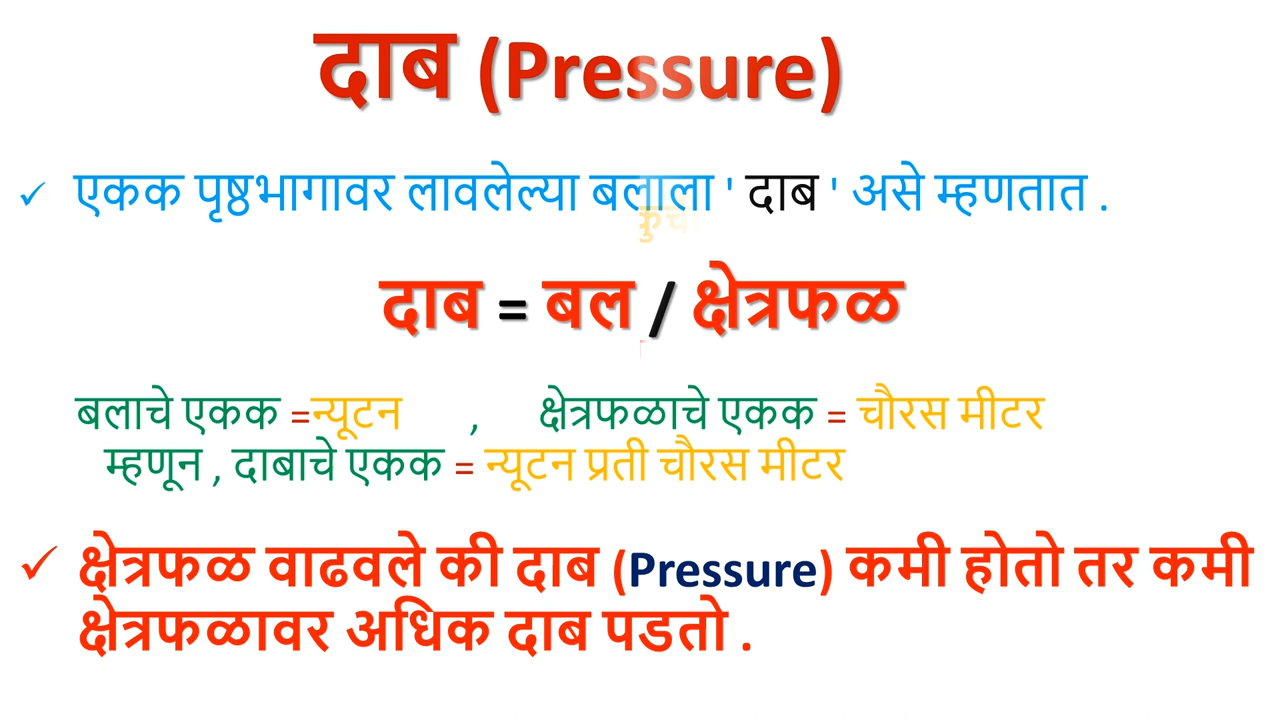 दाब (Pressure)
✓ एकक पृष्ठभागावर लावलेल्या बलाला ' दाब ' असे म्हणतात .
दाब = बल / क्षेत्रफळ
बलाचे एकक =न्यूटन , क्षेत्रफळाचे एकक = चौरस मीटर
म्हणून , दाबाचे एकक = न्यूटन प्रती चौरस मीटर
✓ क्षेत्रफळ वाढवले की दाब (Pressure) कमी होतो तर कमी
क्षेत्रफळावर अधिक दाब पडतो .